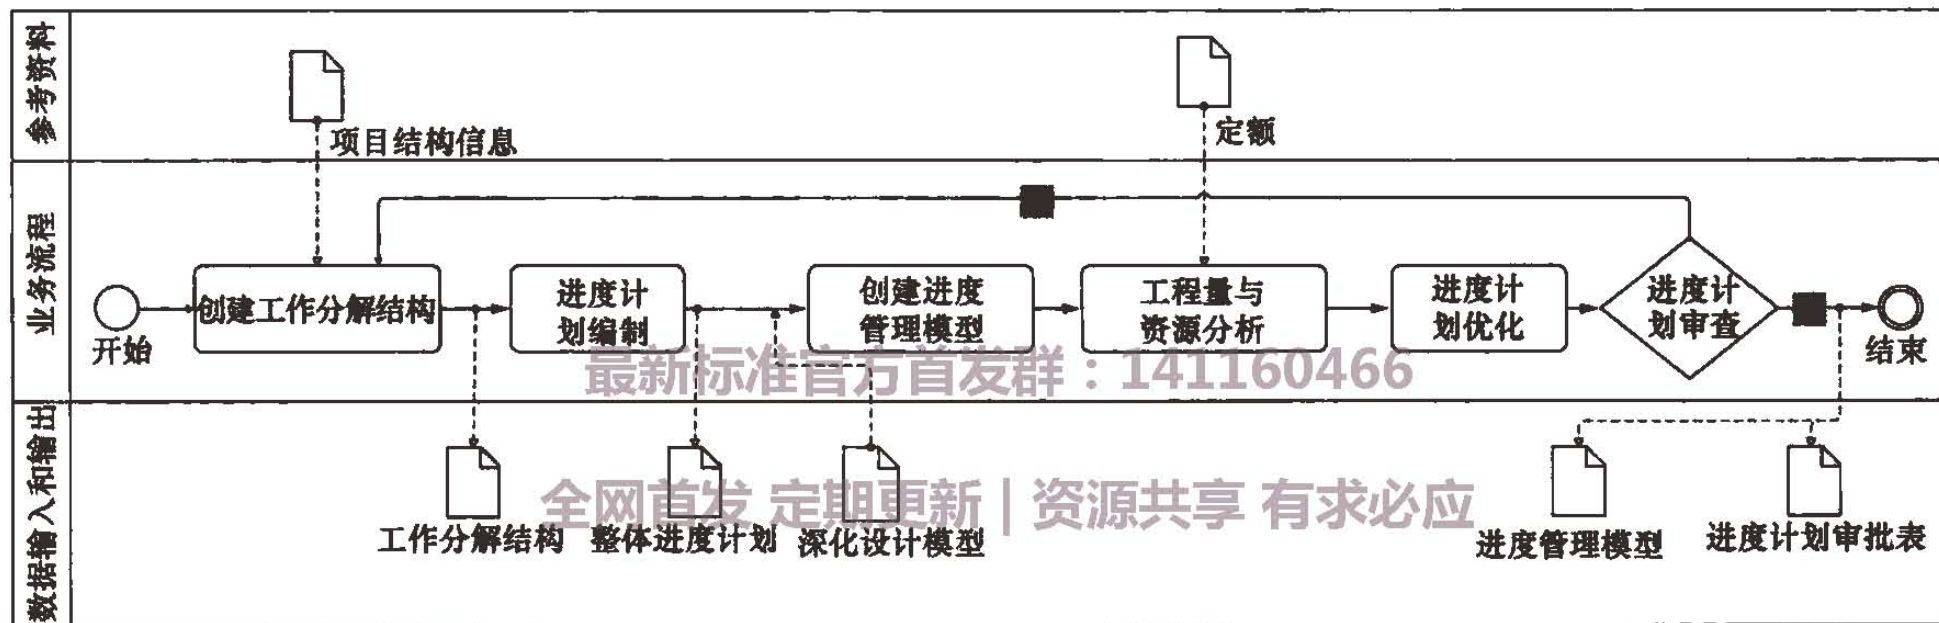 参考资料
项目结构信息
定额
业务流程
开始
创建工作分解结构
进度计
划编制
创建进度
管理模型
工程量与
资源分析
进度计
划优化
进度计
划审查
结束
最新标准官方首发群：141160466
数据输入和输出
全网首发 定期更新 | 资源共享 有求必应
工作分解结构
整体进度计划
深化设计模型
进度管理模型
进度计划审批表